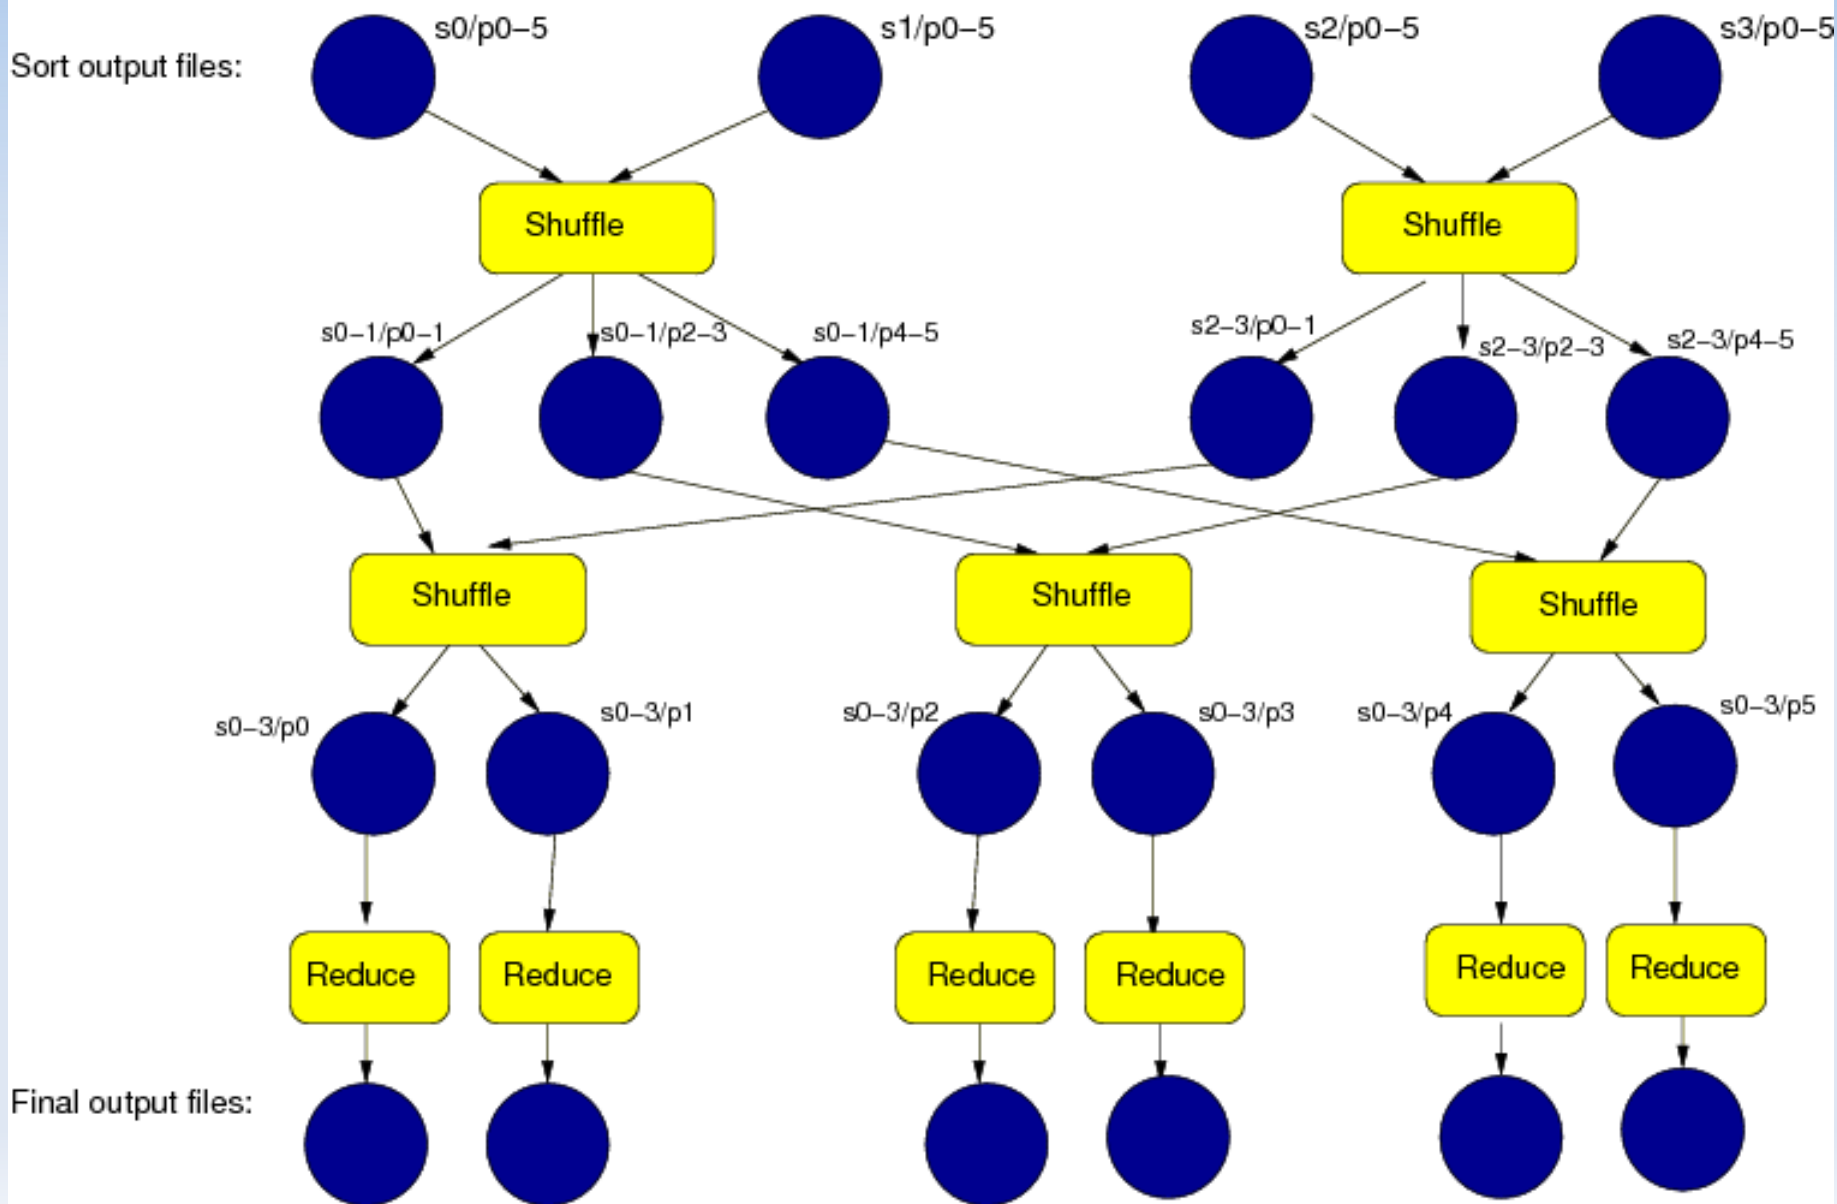 s0/p0-5
s1/p0-5
s2/p0-5
s3/p0-5
Sort output files:
Shuffle
Shuffle
s0-1/p0-1
s0-1/p2-3
s0-1/p4-5
s2-3/p0-1
s2-3/p2-3
s2-3/p4-5
Shuffle
Shuffle
Shuffle
s0-3/p0
s0-3/p1
s0-3/p2
s0-3/p3
s0-3/p4
s0-3/p5
Reduce
Reduce
Reduce
Reduce
Reduce
Reduce
Final output files: